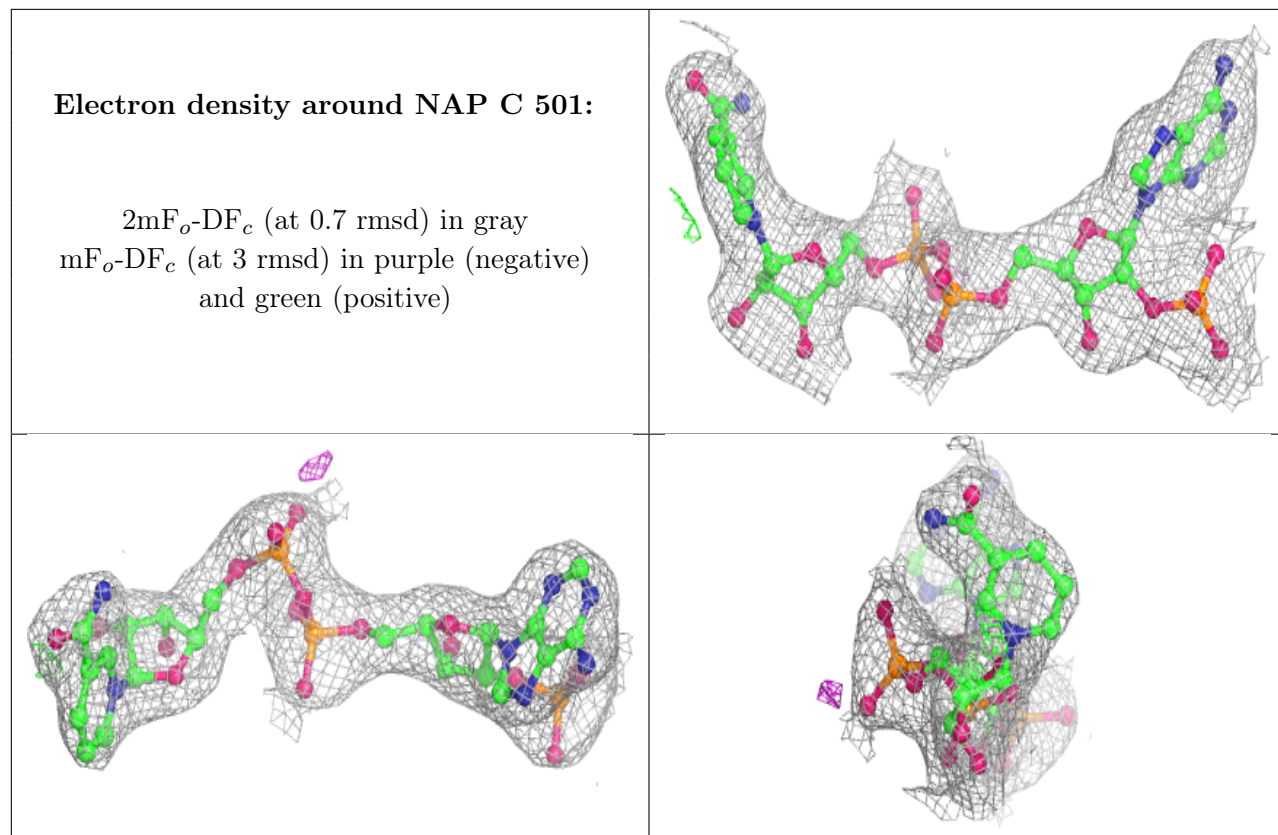 Electron density around NAP C 501:
2mFₒ-DF𝒸 (at 0.7 rmsd) in gray
mFₒ-DF𝒸 (at 3 rmsd) in purple (negative)
and green (positive)